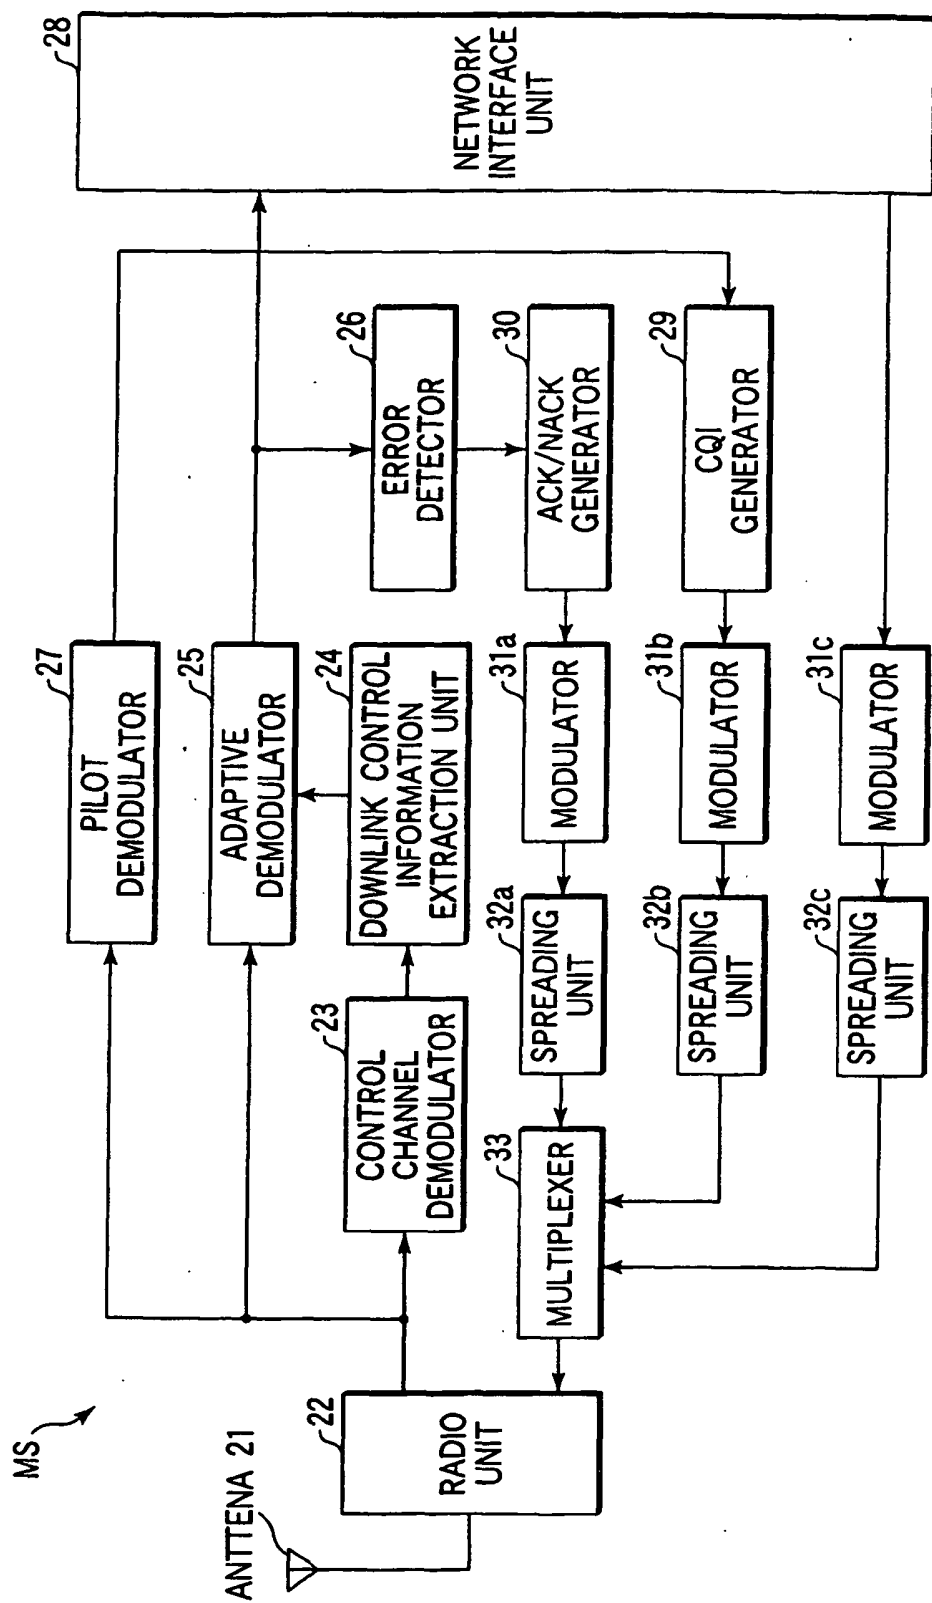 MS
ANTTENA 21
22
RADIO
UNIT
27
PILOT
DEMODULATOR
25
ADAPTIVE
DEMODULATOR
23
CONTROL
CHANNEL
DEMODULATOR
24
DOWNLINK CONTROL
INFORMATION
EXTRACTION UNIT
26
ERROR
DETECTOR
28
NETWORK
INTERFACE
UNIT
33
MULTIPLEXER
32a
SPREADING
UNIT
31a
MODULATOR
30
ACK/NACK
GENERATOR
32b
SPREADING
UNIT
31b
MODULATOR
29
CQI
GENERATOR
32c
SPREADING
UNIT
31c
MODULATOR